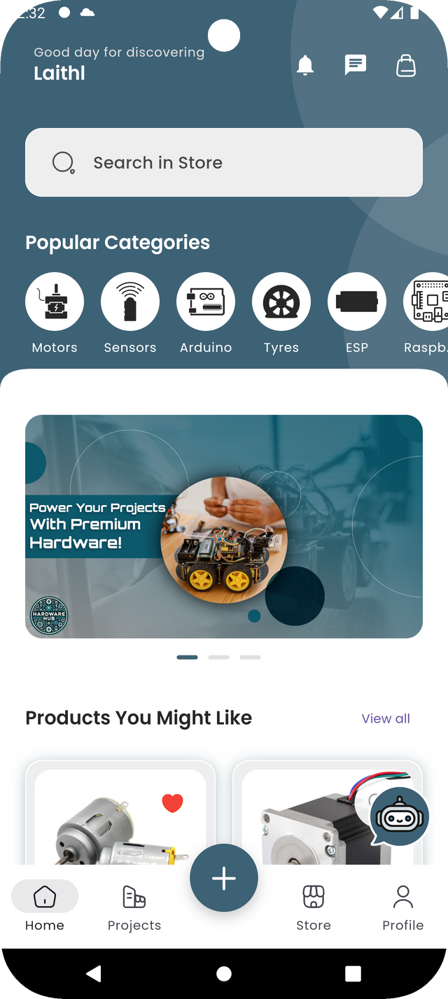 2:32
Good day for discovering
Laithl
Search in Store
Popular Categories
Motors
Sensors
Arduino
Tyres
ESP
Raspb.
Power Your Projects
With Premium
Hardware!
HARDWARE
HUB
Products You Might Like
View all
Home
Projects
Store
Profile